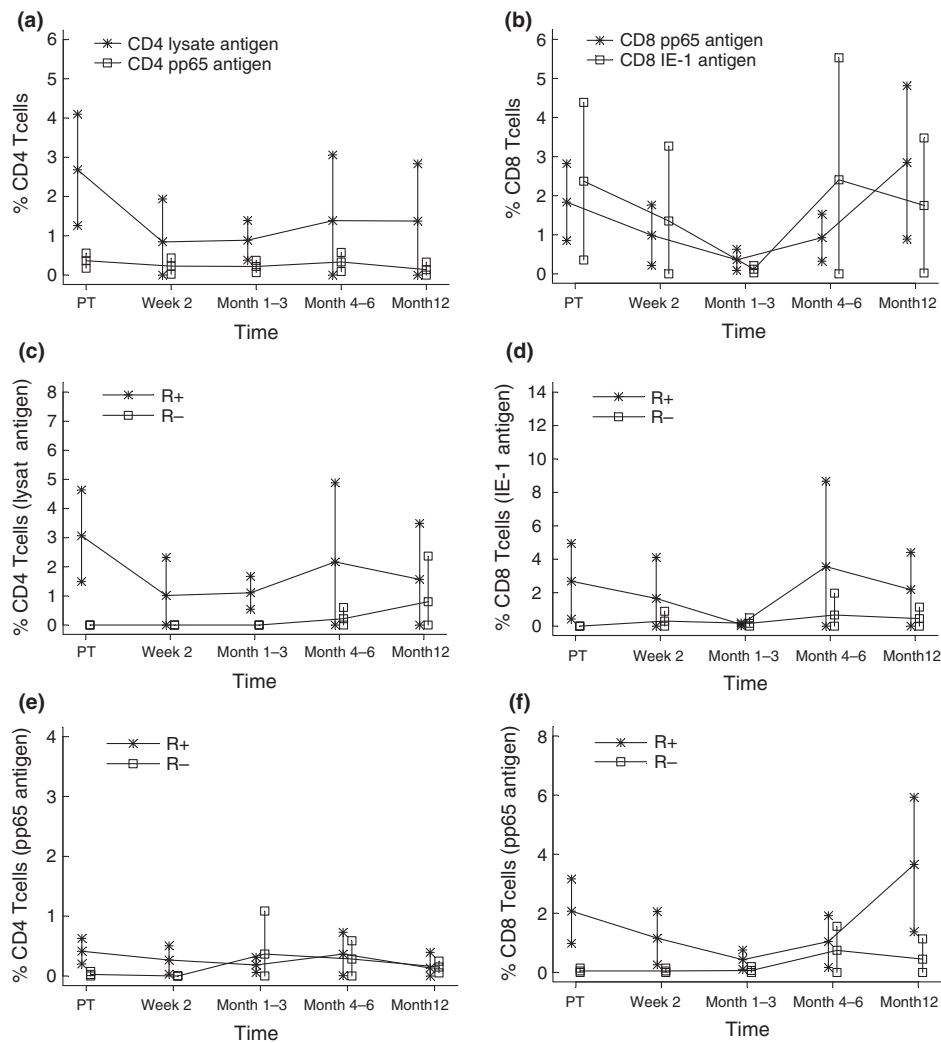 (a)
CD4 lysate antigen
CD4 pp65 antigen
% CD4 Tcells
6
5
4
3
2
1
0
PT Week 2 Month 1–3 Month 4–6 Month12
Time
(b)
CD8 pp65 antigen
CD8 IE-1 antigen
% CD8 Tcells
6
5
4
3
2
1
0
PT Week 2 Month 1–3 Month 4–6 Month12
Time
(c)
R+
R–
% CD4 Tcells (lysat antigen)
8
7
6
5
4
3
2
1
0
PT Week 2 Month 1–3 Month 4–6 Month12
Time
(d)
R+
R–
% CD8 Tcells (IE-1 antigen)
14
12
10
8
6
4
2
0
PT Week 2 Month 1–3 Month 4–6 Month12
Time
(e)
R+
R–
% CD4 Tcells (pp65 antigen)
4
3
2
1
0
PT Week 2 Month 1–3 Month 4–6 Month12
Time
(f)
R+
R–
% CD8 Tcells (pp65 antigen)
8
6
4
2
0
PT Week 2 Month 1–3 Month 4–6 Month12
Time